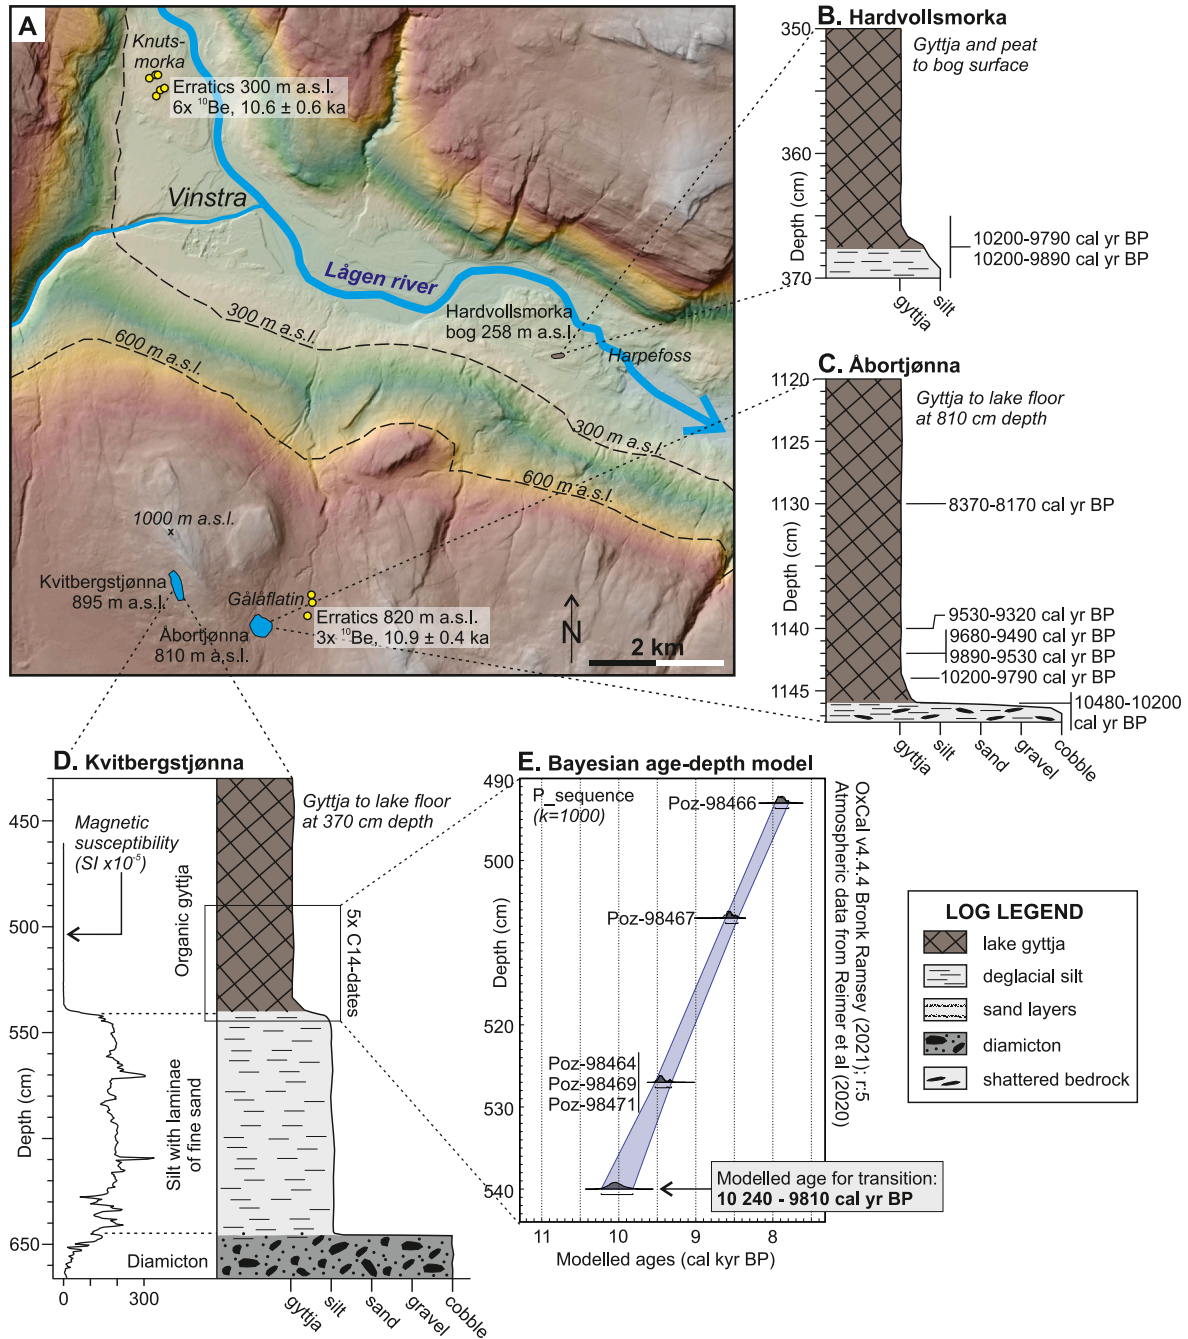 A
Knuts-
morka
Erratics 300 m a.s.l.
6x ¹⁰Be, 10.6 ± 0.6 ka
Vinstra
Lågen river
Hardvollsmorka
bog 258 m a.s.l.
Harpefoss
300 m a.s.l.
600 m a.s.l.
300 m a.s.l.
600 m a.s.l.
1000 m a.s.l.
x
Kvitbergstjønna
895 m a.s.l.
Gålåflatin
Erratics 820 m a.s.l.
3x ¹⁰Be, 10.9 ± 0.4 ka
Åbortjønna
810 m a.s.l.
N
2 km
B. Hardvollsmorka
350
360
370
Depth (cm)
Gyttja and peat
to bog surface
10200-9790 cal yr BP
10200-9890 cal yr BP
gyttja
silt
C. Åbortjønna
1120
1125
1130
1140
1145
Depth (cm)
Gyttja to lake floor
at 810 cm depth
8370-8170 cal yr BP
9530-9320 cal yr BP
9680-9490 cal yr BP
9890-9530 cal yr BP
10200-9790 cal yr BP
10480-10200
cal yr BP
gyttja
silt
sand
gravel
cobble
D. Kvitbergstjønna
450
500
550
650
Depth (cm)
Magnetic
susceptibility
(SI x10⁻⁵)
Organic gyttja
Silt with laminae
of fine sand
Diamicton
Gyttja to lake floor
at 370 cm depth
5x C14-dates
0
300
gyttja
silt
sand
gravel
cobble
E. Bayesian age-depth model
490
500
520
530
540
Depth (cm)
P_sequence
(k=1000)
Poz-98466
Poz-98467
Poz-98464
Poz-98469
Poz-98471
Modelled age for transition:
10 240 - 9810 cal yr BP
11
10
9
8
Modelled ages (cal kyr BP)
OxCal v4.4.4 Bronk Ramsey (2021); r:5
Atmospheric data from Reimer et al (2020)
LOG LEGEND
lake gyttja
deglacial silt
sand layers
diamicton
shattered bedrock